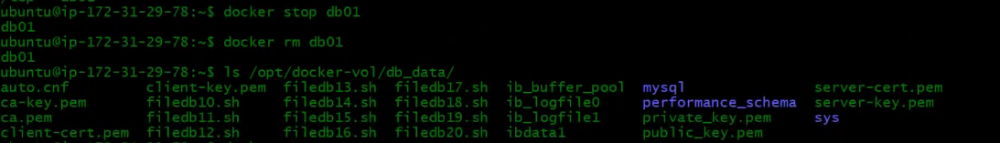 ubuntu@ip-172-31-29-78:~$ docker stop db01
db01
ubuntu@ip-172-31-29-78:~$ docker rm db01
db01
ubuntu@ip-172-31-29-78:~$ ls /opt/docker-vol/db_data/
auto.cnf client-key.pem filedb13.sh filedb17.sh ib_buffer_pool mysql server-cert.pem
ca-key.pem filedb10.sh filedb14.sh filedb18.sh ib_logfile0 performance_schema server-key.pem
ca.pem filedb11.sh filedb15.sh filedb19.sh ib_logfile1 private_key.pem sys
client-cert.pem filedb12.sh filedb16.sh filedb20.sh ibdata1 public_key.pem